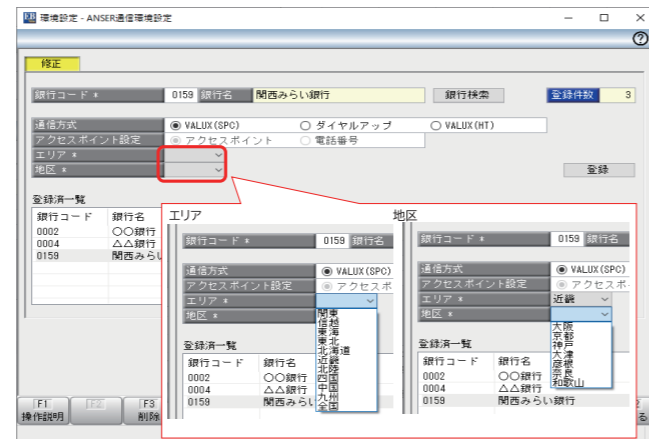 環境設定 - ANSER通信環境設定
修正
銀行コード * 0159 銀行名 関西みらい銀行 銀行検索 登録件数 3
通信方式 VALUX(SPC) ダイヤルアップ VALUX(HT)
アクセスポイント設定 アクセスポイント 電話番号
エリア *
地区 * 登録
登録済一覧
銀行コード 銀行名
0002 〇〇銀行
0004 △△銀行
0159 関西みら
エリア
銀行コード * 0159 銀行名
通信方式 VALUX(SPC)
アクセスポイント設定 アクセスポ
エリア *
地区 *
関東
信越
東海
東北
北海道
近畿
北陸
四国
中国
九州
全国
登録済一覧
銀行コード 銀行名
0002 〇〇銀行
0004 △△銀行
0159 関西みら
地区
銀行コード * 0159 銀行名
通信方式 VALUX(SPC)
アクセスポイント設定 アクセスポ
エリア * 近畿
地区 *
大阪
京都
神戸
大津
彦根
奈良
和歌山
登録済一覧
銀行コード 銀行名
0002 〇〇銀行
0004 △△銀行
0159 関西みらい銀行
F1 F2 F3
操作説明 削除